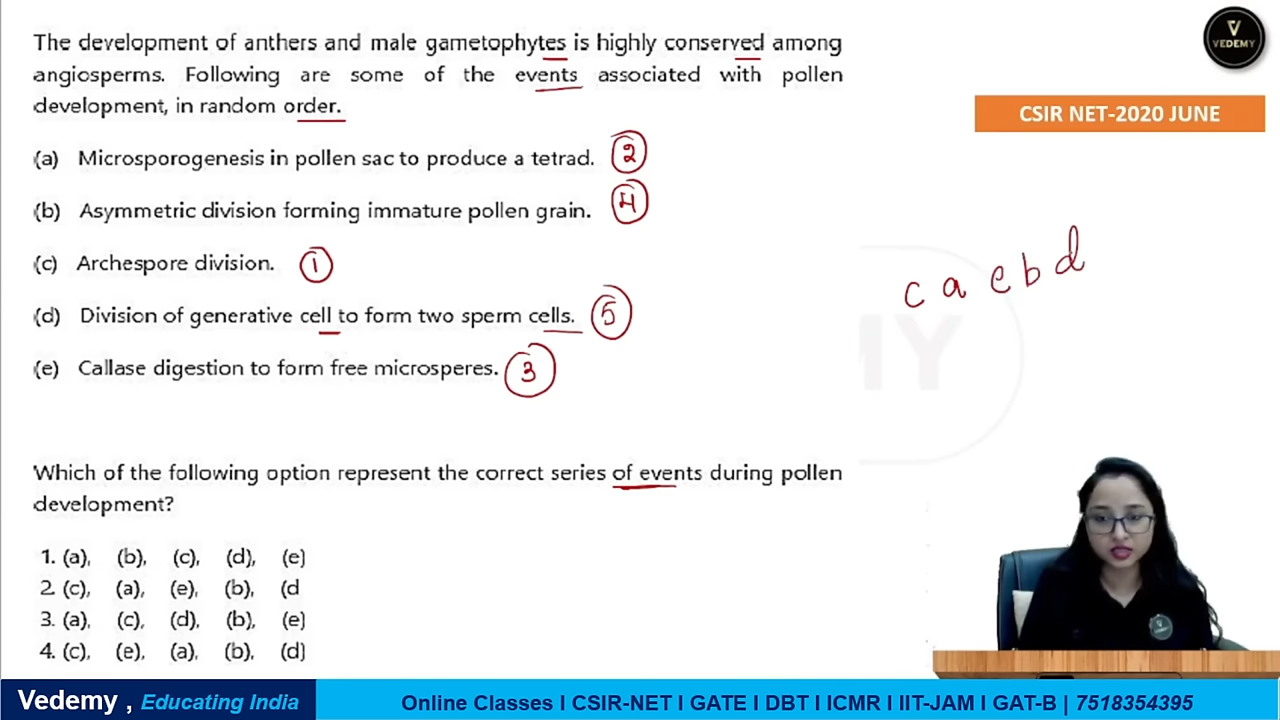 The development of anthers and male gametophytes is highly conserved among
angiosperms. Following are some of the events associated with pollen
development, in random order.
VEDEMY
CSIR NET-2020 JUNE
(a) Microsporogenesis in pollen sac to produce a tetrad. 2
(b) Asymmetric division forming immature pollen grain. 4
(c) Archespore division. 1
c a e b d
(d) Division of generative cell to form two sperm cells. 5
(e) Callase digestion to form free microsperes. 3
MY
Which of the following option represent the correct series of events during pollen
development?
1. (a), (b), (c), (d), (e)
2. (c), (a), (e), (b), (d
3. (a), (c), (d), (b), (e)
4. (c), (e), (a), (b), (d)
Vedemy , Educating India
Online Classes I CSIR-NET I GATE I DBT I ICMR I IIT-JAM I GAT-B | 7518354395